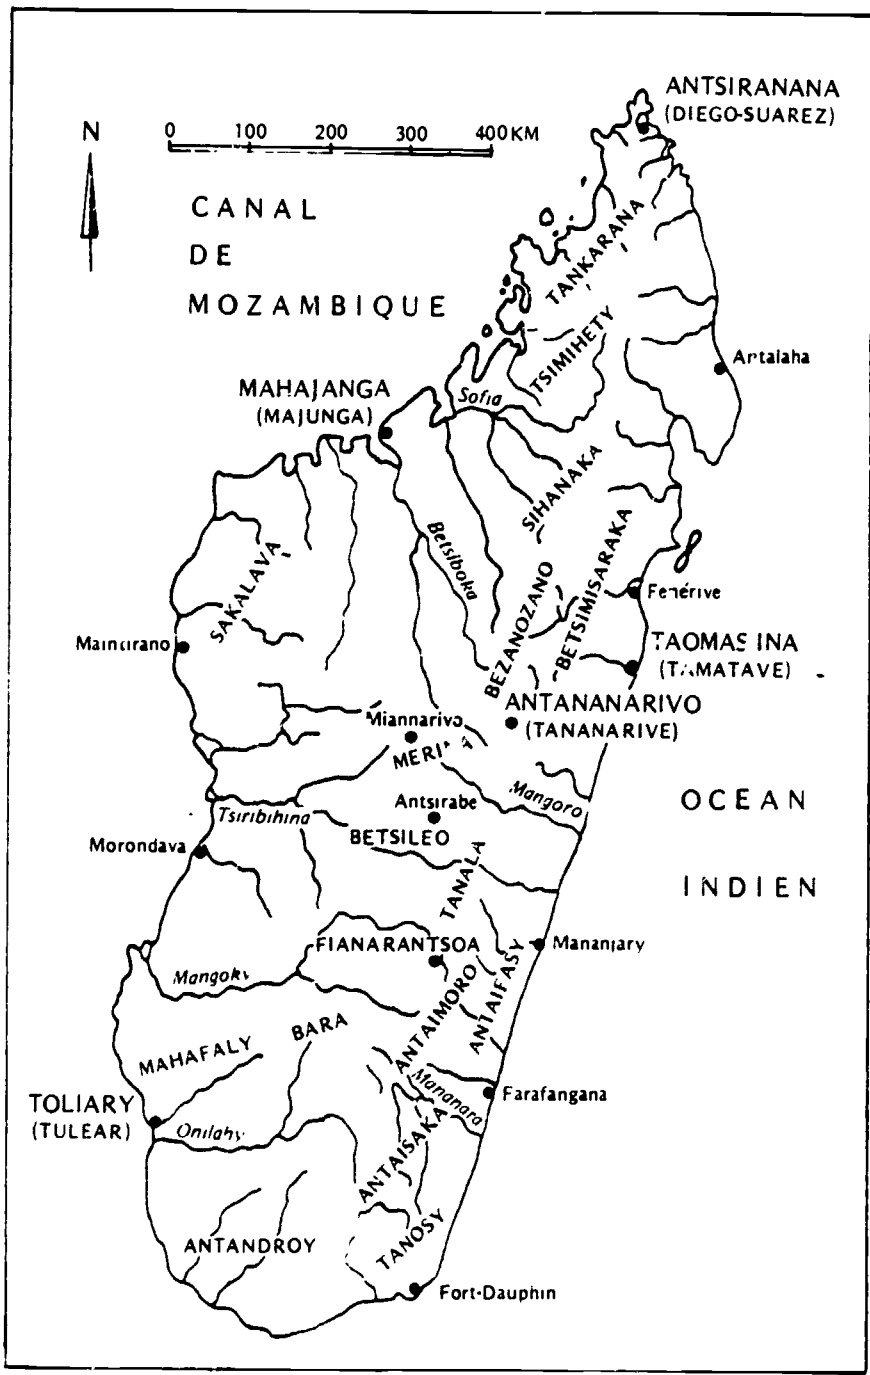 ANTSIRANANA
(DIEGO-SUAREZ)
N
0 100 200 300 400 KM
CANAL
DE
MOZAMBIQUE
TANKARANA
TSIMIHETY
Antalaha
MAHAJANGA
(MAJUNGA)
Sofia
SIHANAKA
Betsiboka
SAKALAVA
BETSIMISARAKA
BEZANOZANO
Fenérive
Maintirano
TAOMASINA
(TAMATAVE)
ANTANANARIVO
(TANANARIVE)
Miannarivo
MERINA
OCEAN
INDIEN
Mangoro
Tsiribihina
Antsirabe
BETSILEO
Morondava
TANALA
FIANARANTSOA
Mananjary
ANTAIFASY
Mangoky
ANTAIMORO
BARA
MAHAFALY
Mananara
Farafangana
TOLIARY
(TULEAR)
Onilahy
ANTAISAKA
ANTANDROY
TANOSY
Fort-Dauphin